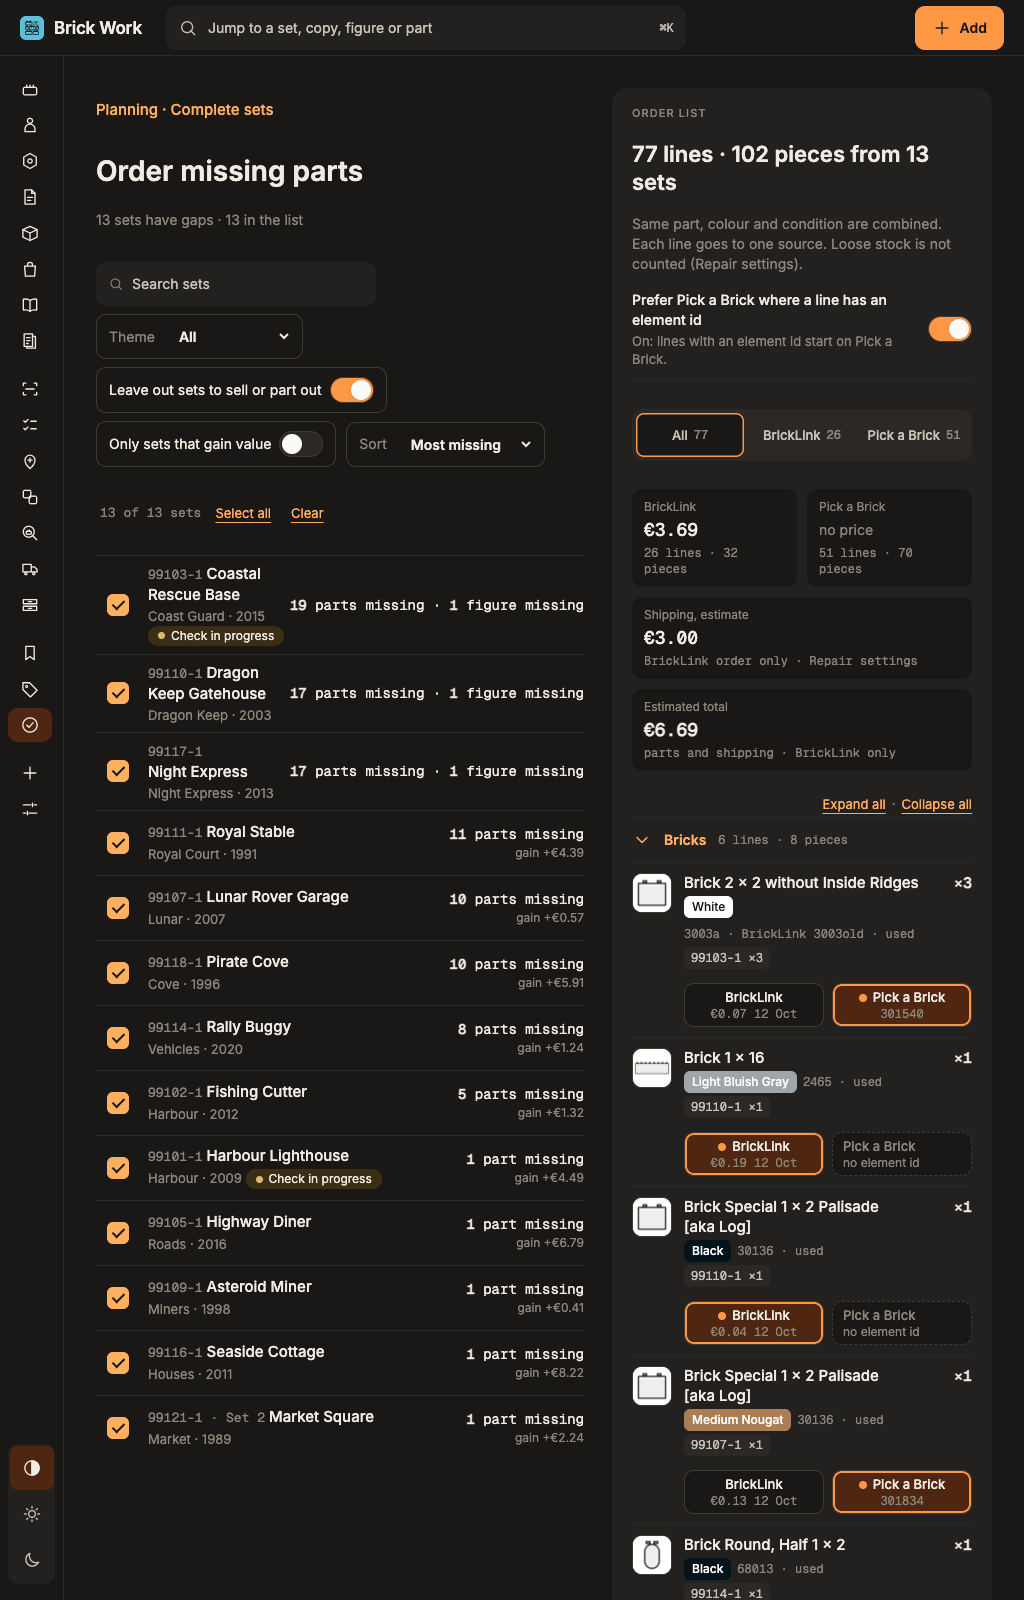 Brick Work
Jump to a set, copy, figure or part
⌘K
Add
Planning · Complete sets
Order missing parts
13 sets have gaps · 13 in the list
Search sets
Theme All
Leave out sets to sell or part out
Only sets that gain value
Sort Most missing
13 of 13 sets Select all Clear
99103-1 Coastal
Rescue Base
Coast Guard · 2015
Check in progress
19 parts missing · 1 figure missing
99110-1 Dragon
Keep Gatehouse
Dragon Keep · 2003
17 parts missing · 1 figure missing
99117-1
Night Express
Night Express · 2013
17 parts missing · 1 figure missing
99111-1 Royal Stable
Royal Court · 1991
11 parts missing
gain +€4.39
99107-1 Lunar Rover Garage
Lunar · 2007
10 parts missing
gain +€0.57
99118-1 Pirate Cove
Cove · 1996
10 parts missing
gain +€5.91
99114-1 Rally Buggy
Vehicles · 2020
8 parts missing
gain +€1.24
99102-1 Fishing Cutter
Harbour · 2012
5 parts missing
gain +€1.32
99101-1 Harbour Lighthouse
Harbour · 2009 Check in progress
1 part missing
gain +€4.49
99105-1 Highway Diner
Roads · 2016
1 part missing
gain +€6.79
99109-1 Asteroid Miner
Miners · 1998
1 part missing
gain +€0.41
99116-1 Seaside Cottage
Houses · 2011
1 part missing
gain +€8.22
99121-1 · Set 2 Market Square
Market · 1989
1 part missing
gain +€2.24
ORDER LIST
77 lines · 102 pieces from 13
sets
Same part, colour and condition are combined.
Each line goes to one source. Loose stock is not
counted (Repair settings).
Prefer Pick a Brick where a line has an
element id
On: lines with an element id start on Pick a
Brick.
All 77 BrickLink 26 Pick a Brick 51
BrickLink
€3.69
26 lines · 32
pieces
Pick a Brick
no price
51 lines · 70
pieces
Shipping, estimate
€3.00
BrickLink order only · Repair settings
Estimated total
€6.69
parts and shipping · BrickLink only
Expand all · Collapse all
Bricks 6 lines · 8 pieces
Brick 2 × 2 without Inside Ridges ×3
White
3003a · BrickLink 3003old · used
99103-1 ×3
BrickLink
€0.07 12 Oct
Pick a Brick
301540
Brick 1 × 16 ×1
Light Bluish Gray 2465 · used
99110-1 ×1
BrickLink
€0.19 12 Oct
Pick a Brick
no element id
Brick Special 1 × 2 Palisade ×1
[aka Log]
Black 30136 · used
99110-1 ×1
BrickLink
€0.04 12 Oct
Pick a Brick
no element id
Brick Special 1 × 2 Palisade ×1
[aka Log]
Medium Nougat 30136 · used
99107-1 ×1
BrickLink
€0.13 12 Oct
Pick a Brick
301834
Brick Round, Half 1 × 2 ×1
Black 68013 · used
99114-1 ×1